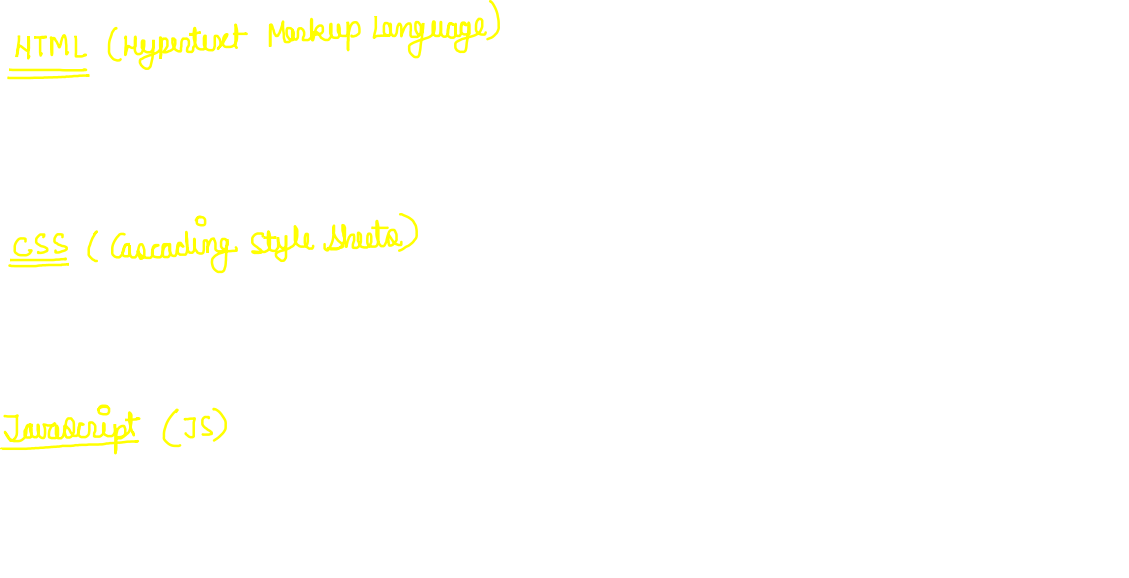 HTML (Hypertext Markup Language)
CSS (Cascading Style Sheets)
JavaScript (JS)